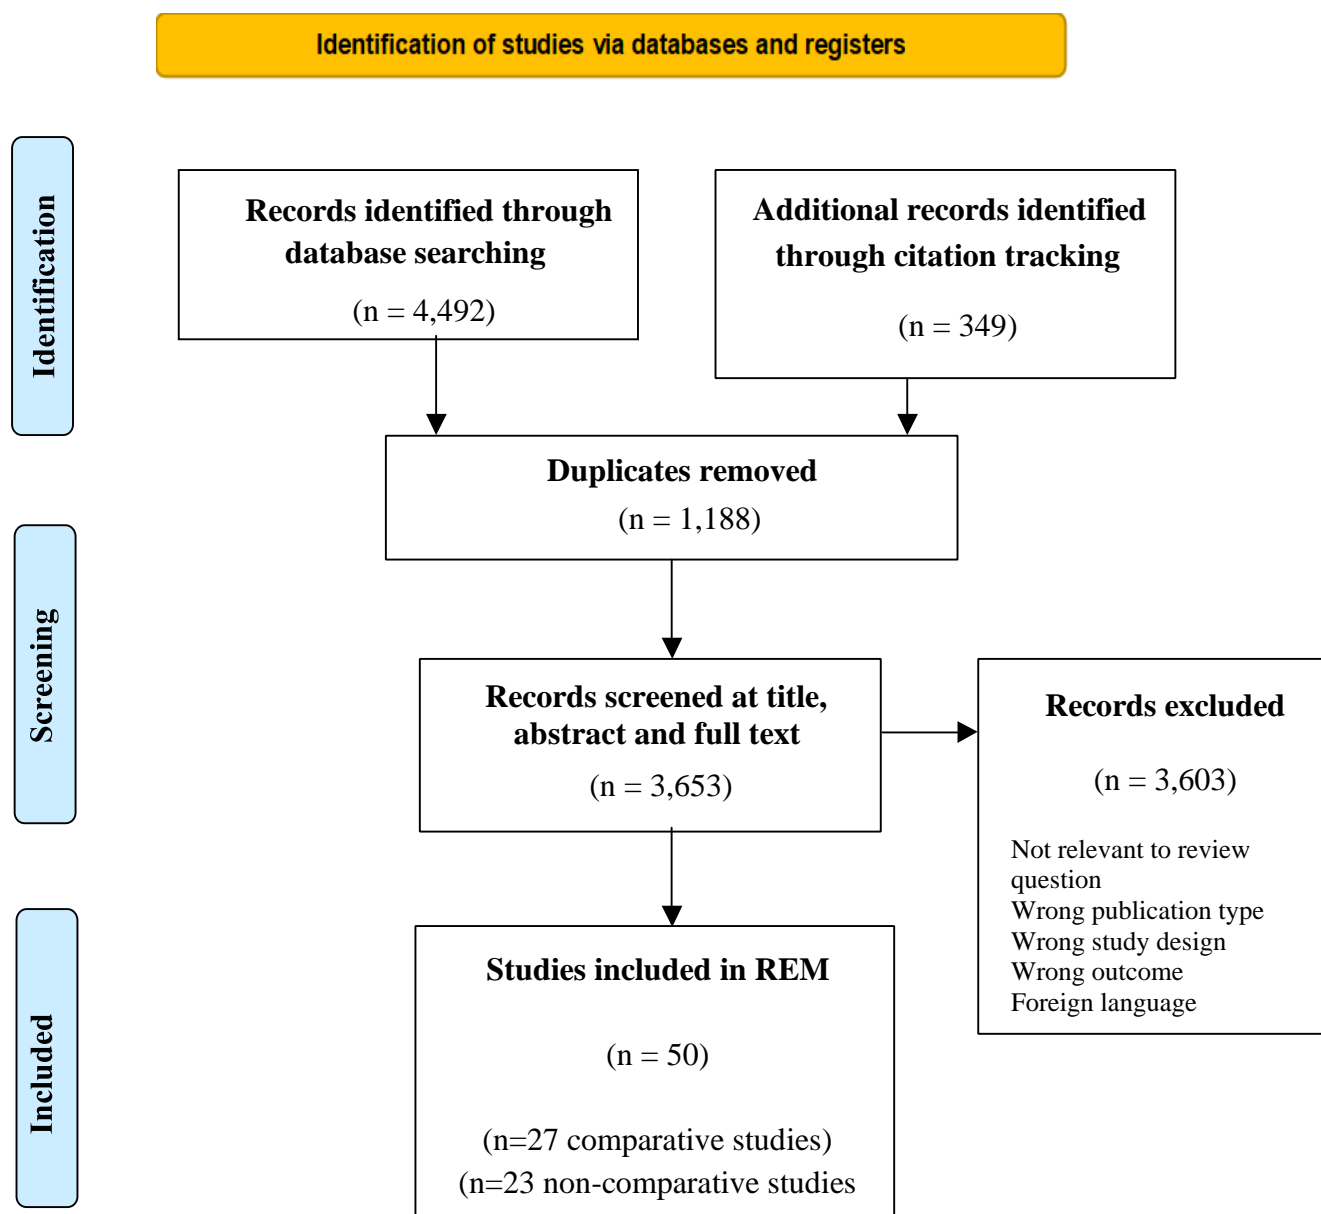 Identification of studies via databases and registers
Identification
Records identified through
database searching
(n = 4,492)
Additional records identified
through citation tracking
(n = 349)
Duplicates removed
(n = 1,188)
Screening
Records screened at title,
abstract and full text
(n = 3,653)
Records excluded
(n = 3,603)
Not relevant to review
question
Wrong publication type
Wrong study design
Wrong outcome
Foreign language
Included
Studies included in REM
(n = 50)
(n=27 comparative studies)
(n=23 non-comparative studies